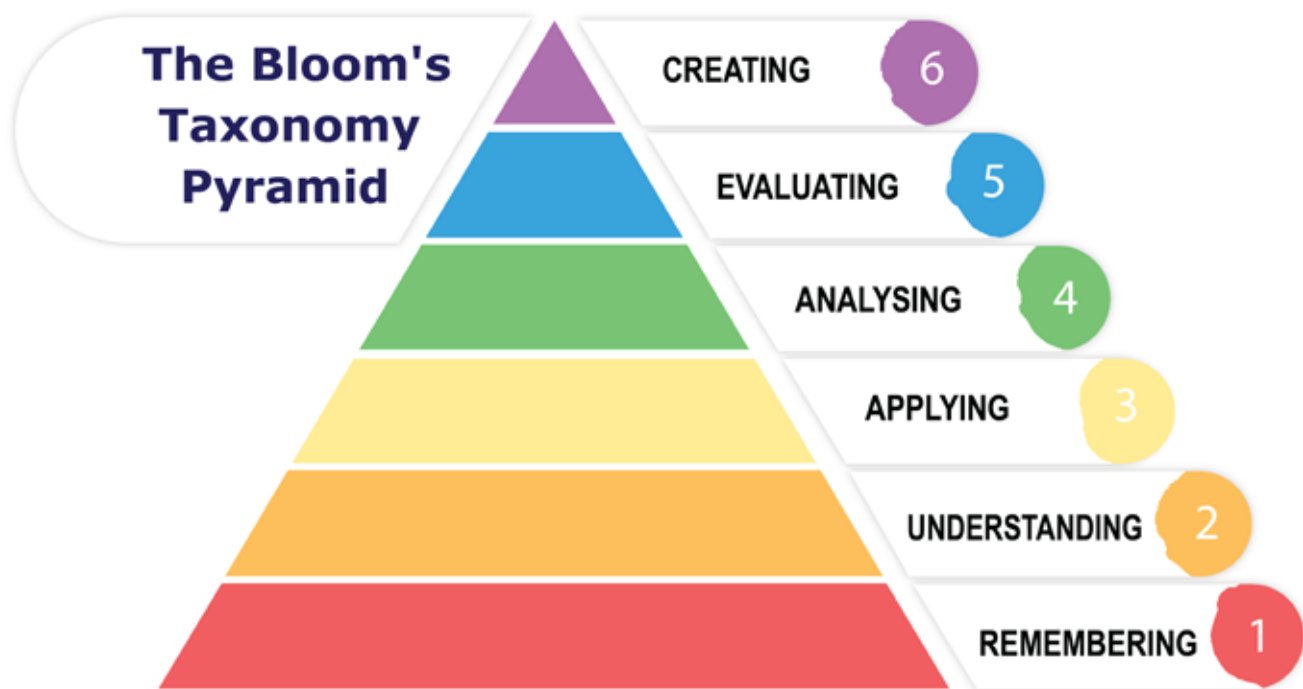 The Bloom's
Taxonomy
Pyramid
CREATING 6
EVALUATING 5
ANALYSING 4
APPLYING 3
UNDERSTANDING 2
REMEMBERING 1